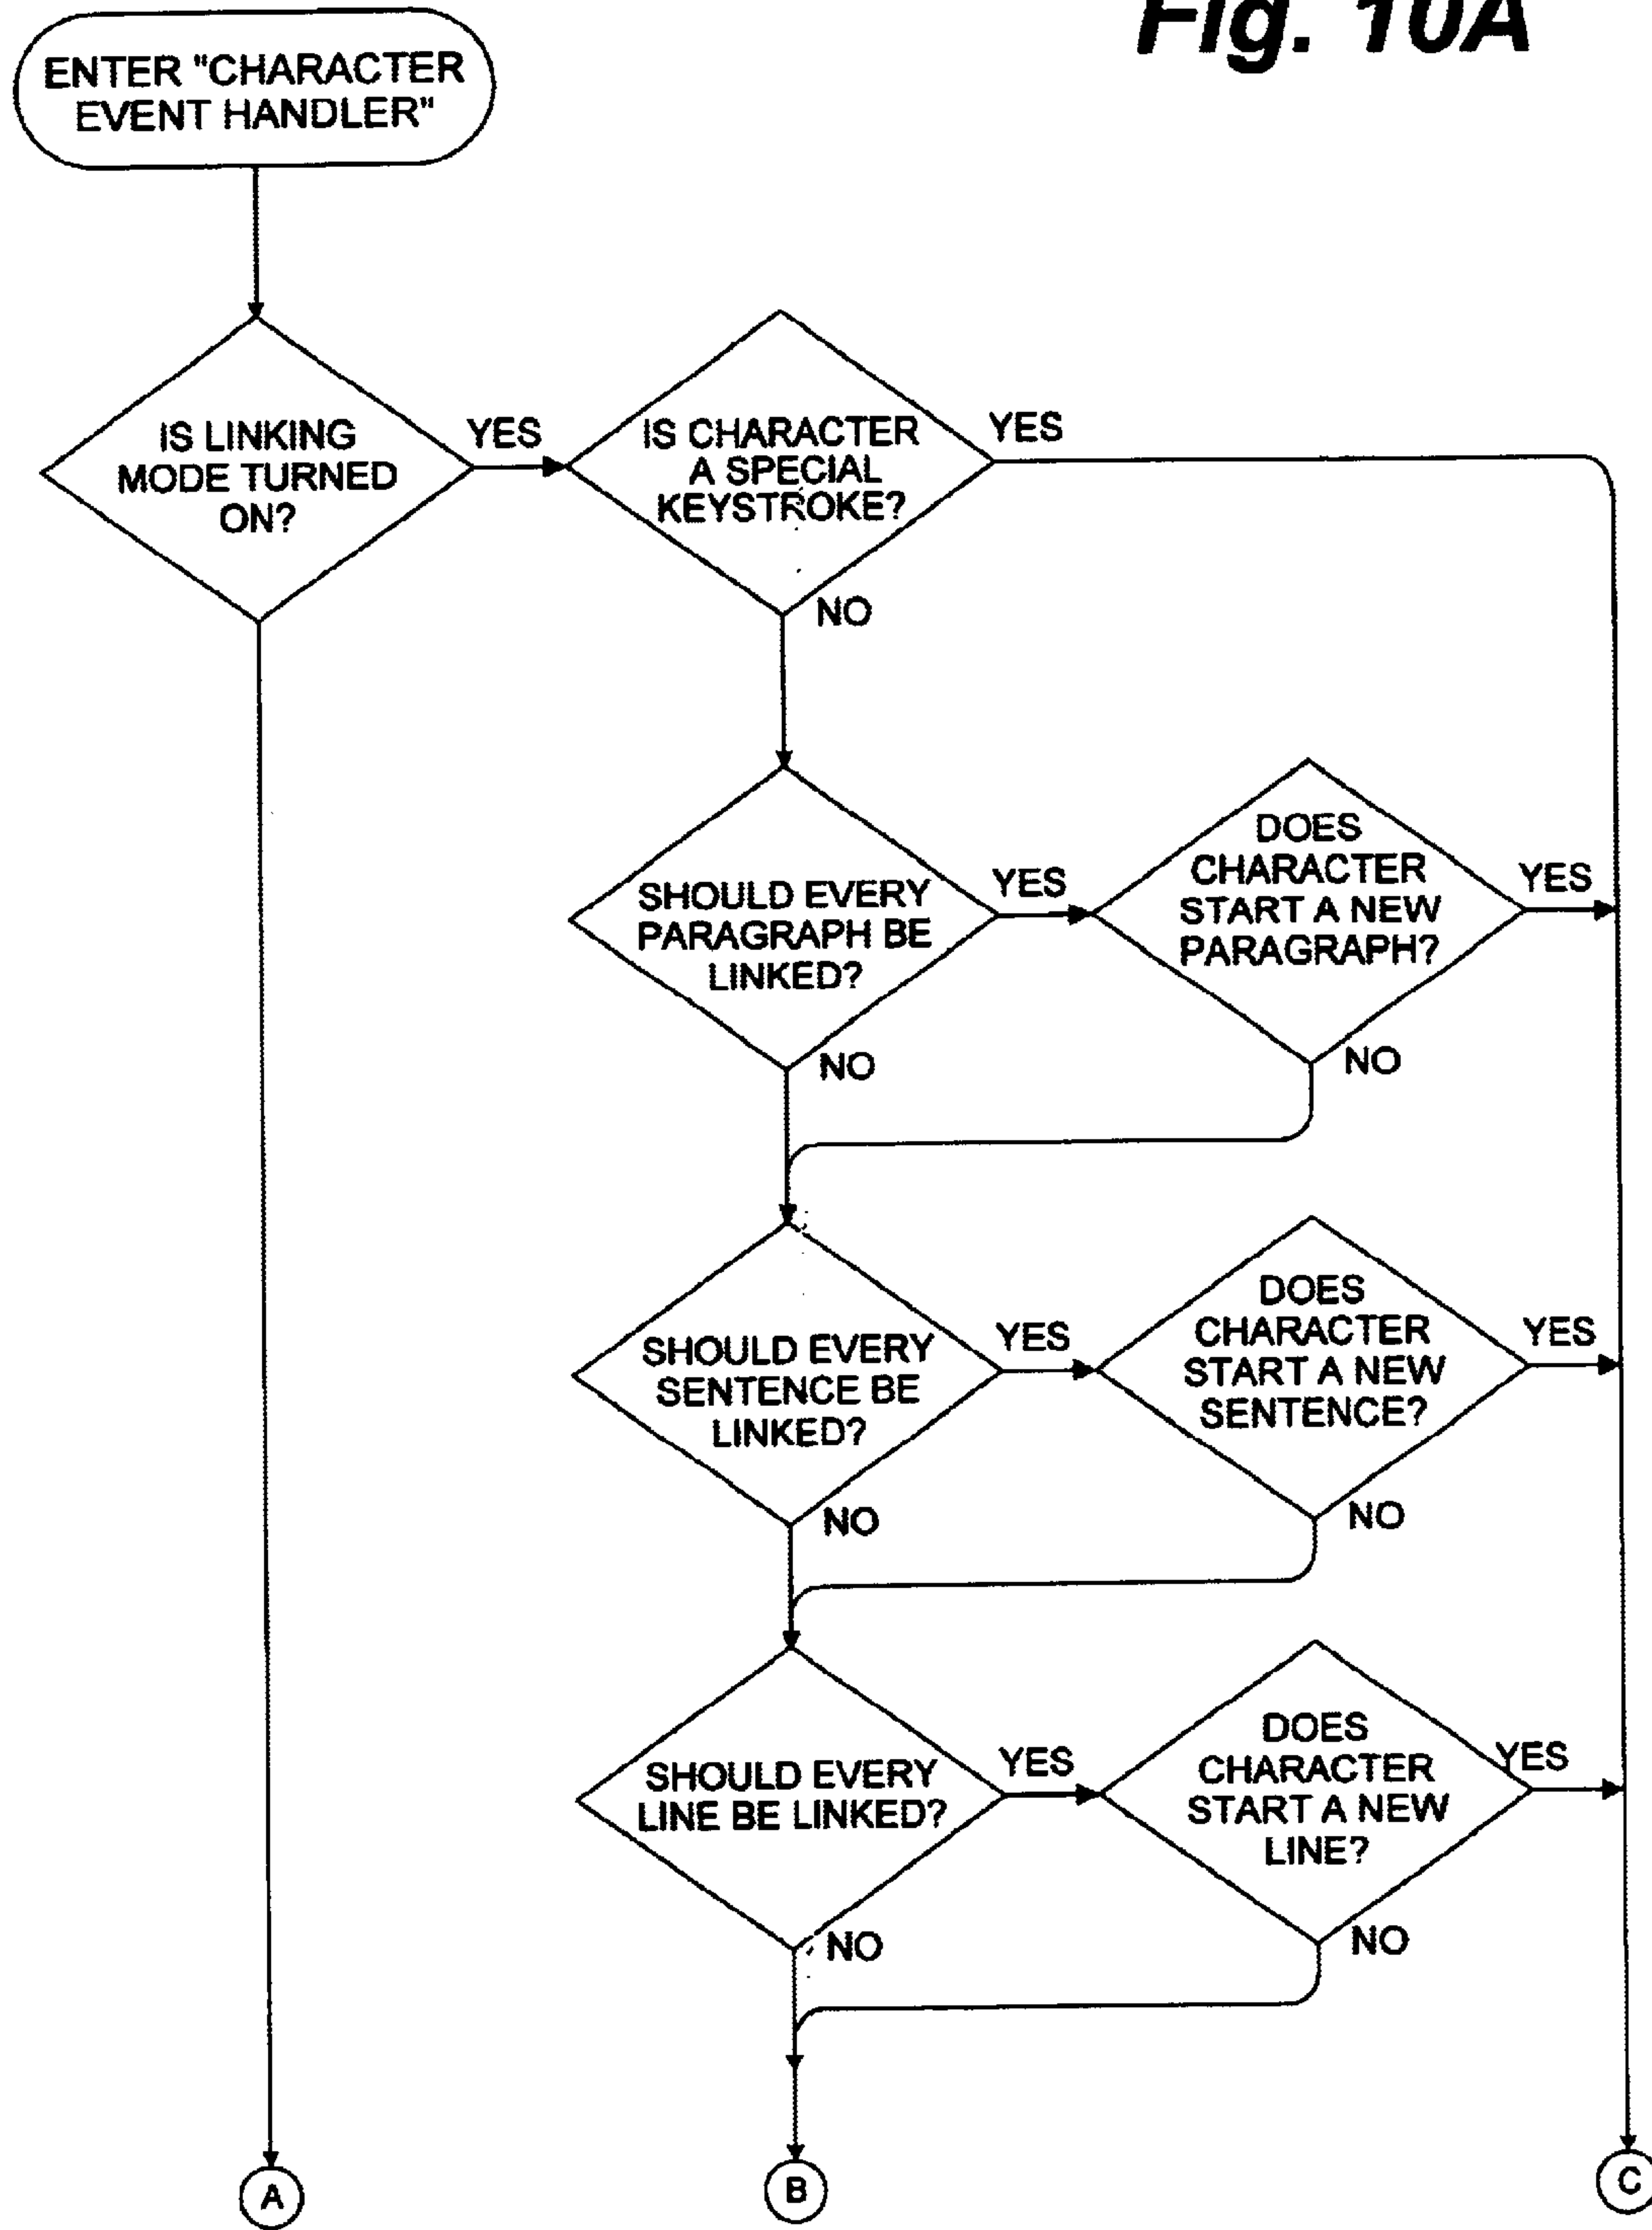 Fig. 10A
ENTER "CHARACTER
EVENT HANDLER"
IS LINKING
MODE TURNED
ON?
YES
IS CHARACTER
A SPECIAL
KEYSTROKE?
YES
NO
SHOULD EVERY
PARAGRAPH BE
LINKED?
YES
DOES
CHARACTER
START A NEW
PARAGRAPH?
YES
NO
NO
SHOULD EVERY
SENTENCE BE
LINKED?
YES
DOES
CHARACTER
START A NEW
SENTENCE?
YES
NO
NO
SHOULD EVERY
LINE BE LINKED?
YES
DOES
CHARACTER
START A NEW
LINE?
YES
NO
NO
A
B
C